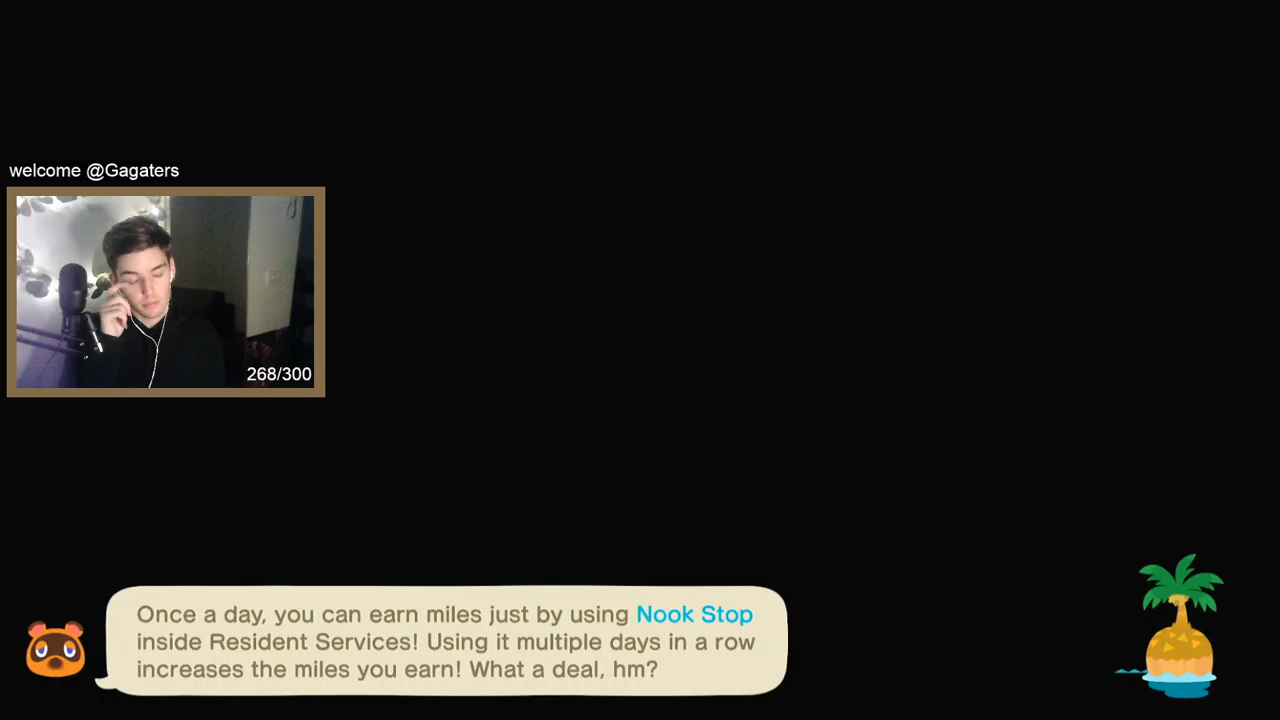 welcome @Gagaters
268/300
Once a day, you can earn miles just by using Nook Stop
inside Resident Services! Using it multiple days in a row
increases the miles you earn! What a deal, hm?